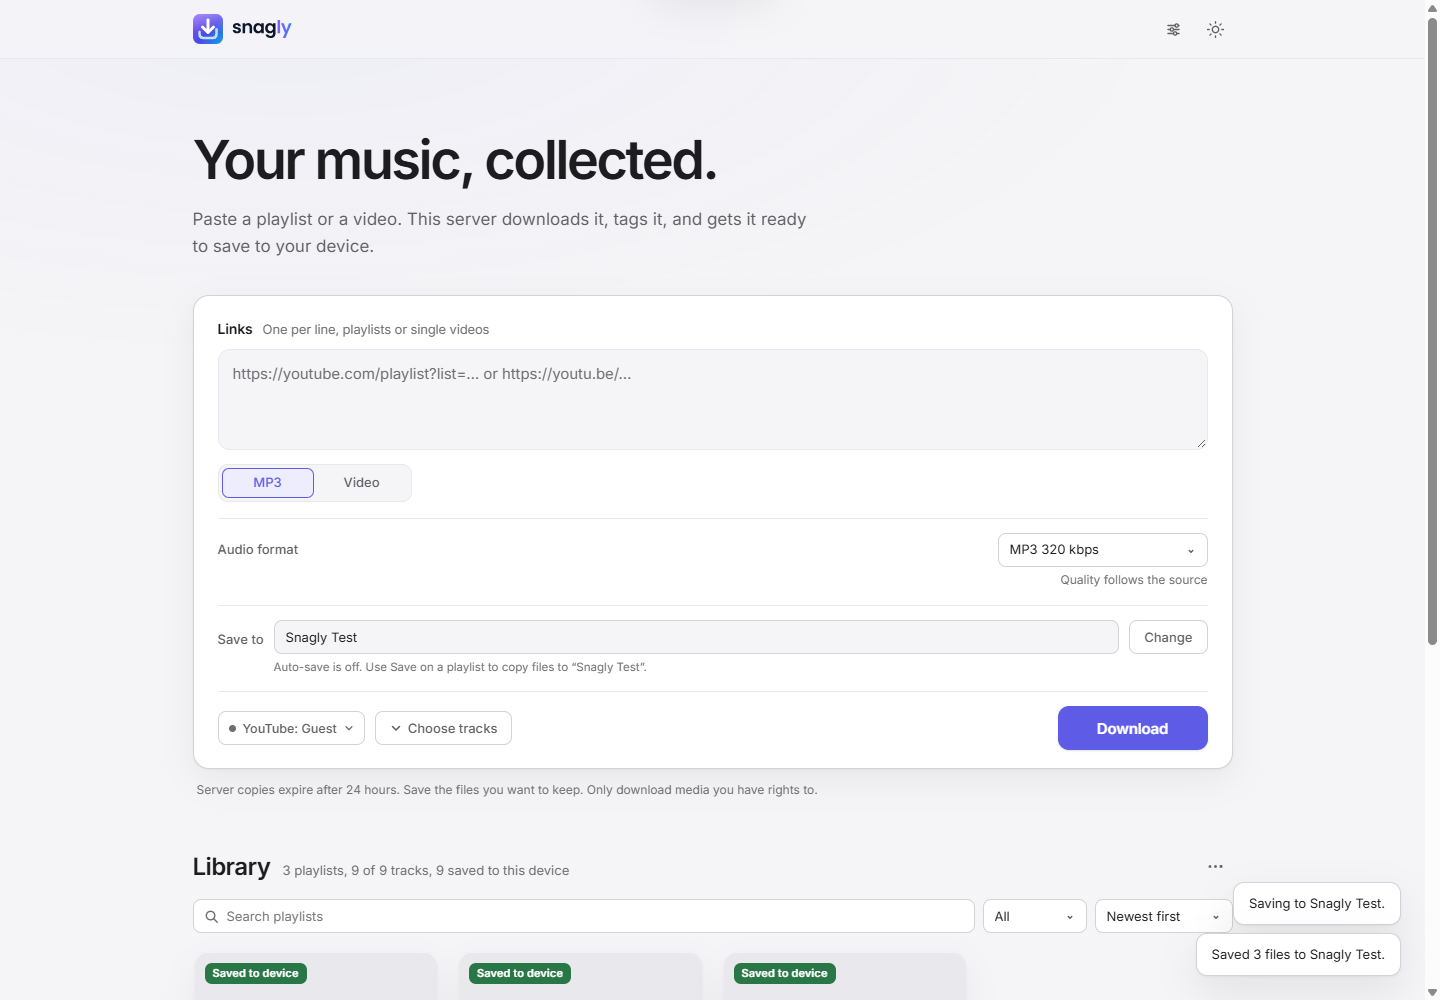 snagly
Your music, collected.
Paste a playlist or a video. This server downloads it, tags it, and gets it ready
to save to your device.
Links One per line, playlists or single videos
https://youtube.com/playlist?list=... or https://youtu.be/...
MP3 Video
Audio format MP3 320 kbps
Quality follows the source
Save to Snagly Test Change
Auto-save is off. Use Save on a playlist to copy files to “Snagly Test”.
YouTube: Guest Choose tracks Download
Server copies expire after 24 hours. Save the files you want to keep. Only download media you have rights to.
Library 3 playlists, 9 of 9 tracks, 9 saved to this device
Search playlists All Newest first
Saving to Snagly Test.
Saved 3 files to Snagly Test.
Saved to device Saved to device Saved to device